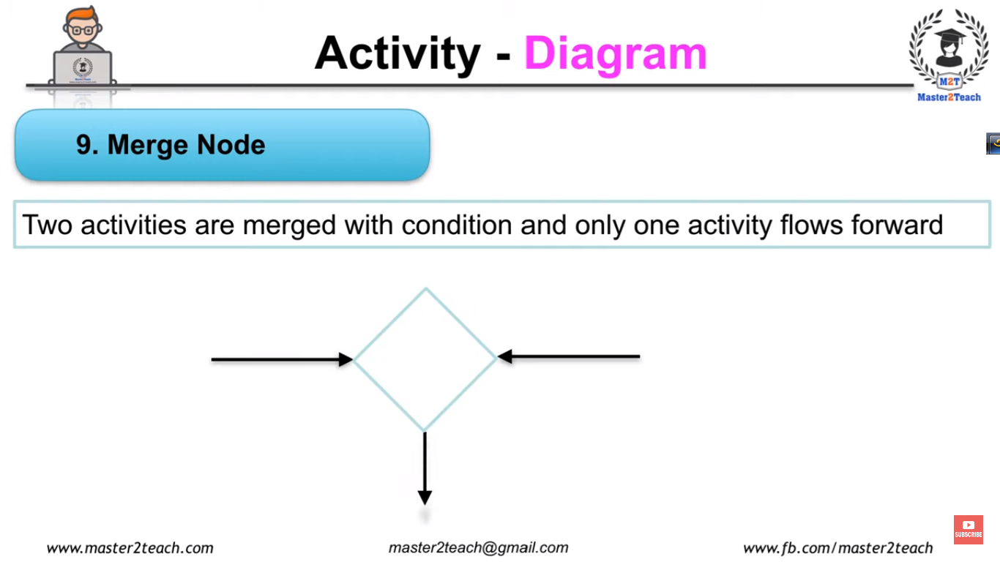 Activity - Diagram
M2T
Master2Teach
9. Merge Node
Two activities are merged with condition and only one activity flows forward
SUBSCRIBE
www.master2teach.com
master2teach@gmail.com
www.fb.com/master2teach